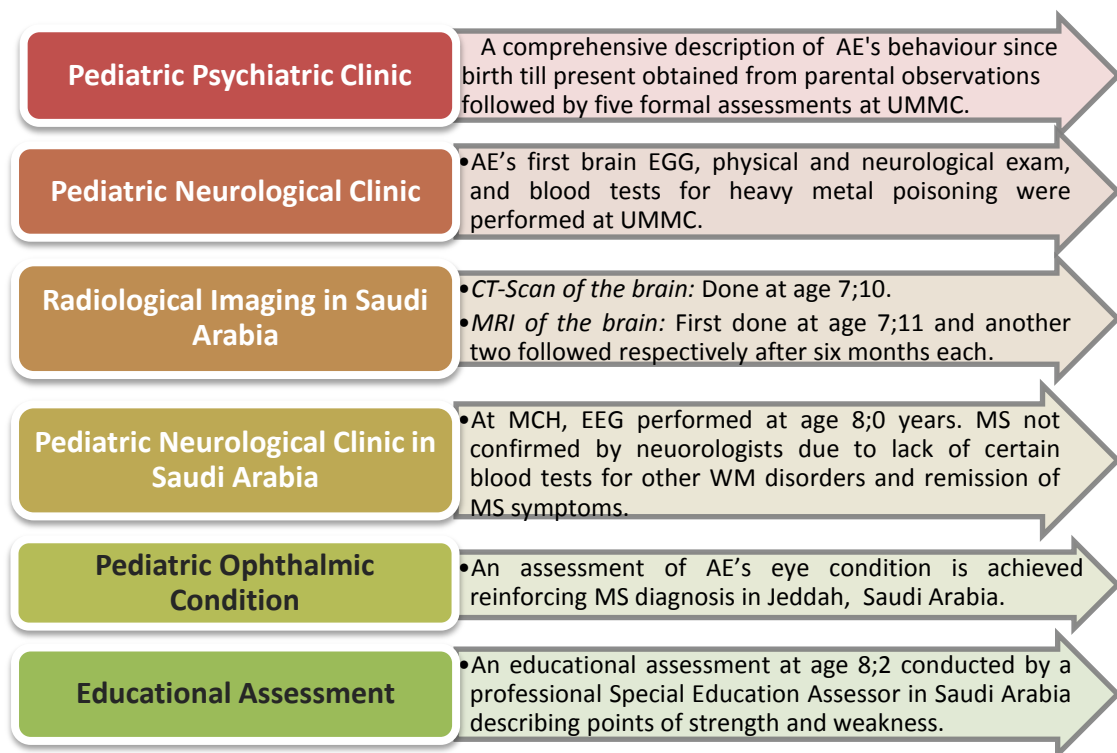 Pediatric Psychiatric Clinic
A comprehensive description of AE's behaviour since
birth till present obtained from parental observations
followed by five formal assessments at UMMC.
Pediatric Neurological Clinic
•AE's first brain EGG, physical and neurological exam,
and blood tests for heavy metal poisoning were
performed at UMMC.
Radiological Imaging in Saudi
Arabia
•CT-Scan of the brain: Done at age 7;10.
•MRI of the brain: First done at age 7;11 and another
two followed respectively after six months each.
Pediatric Neurological Clinic in
Saudi Arabia
•At MCH, EEG performed at age 8;0 years. MS not
confirmed by neuorologists due to lack of certain
blood tests for other WM disorders and remission of
MS symptoms.
Pediatric Ophthalmic
Condition
•An assessment of AE's eye condition is achieved
reinforcing MS diagnosis in Jeddah, Saudi Arabia.
Educational Assessment
•An educational assessment at age 8;2 conducted by a
professional Special Education Assessor in Saudi Arabia
describing points of strength and weakness.